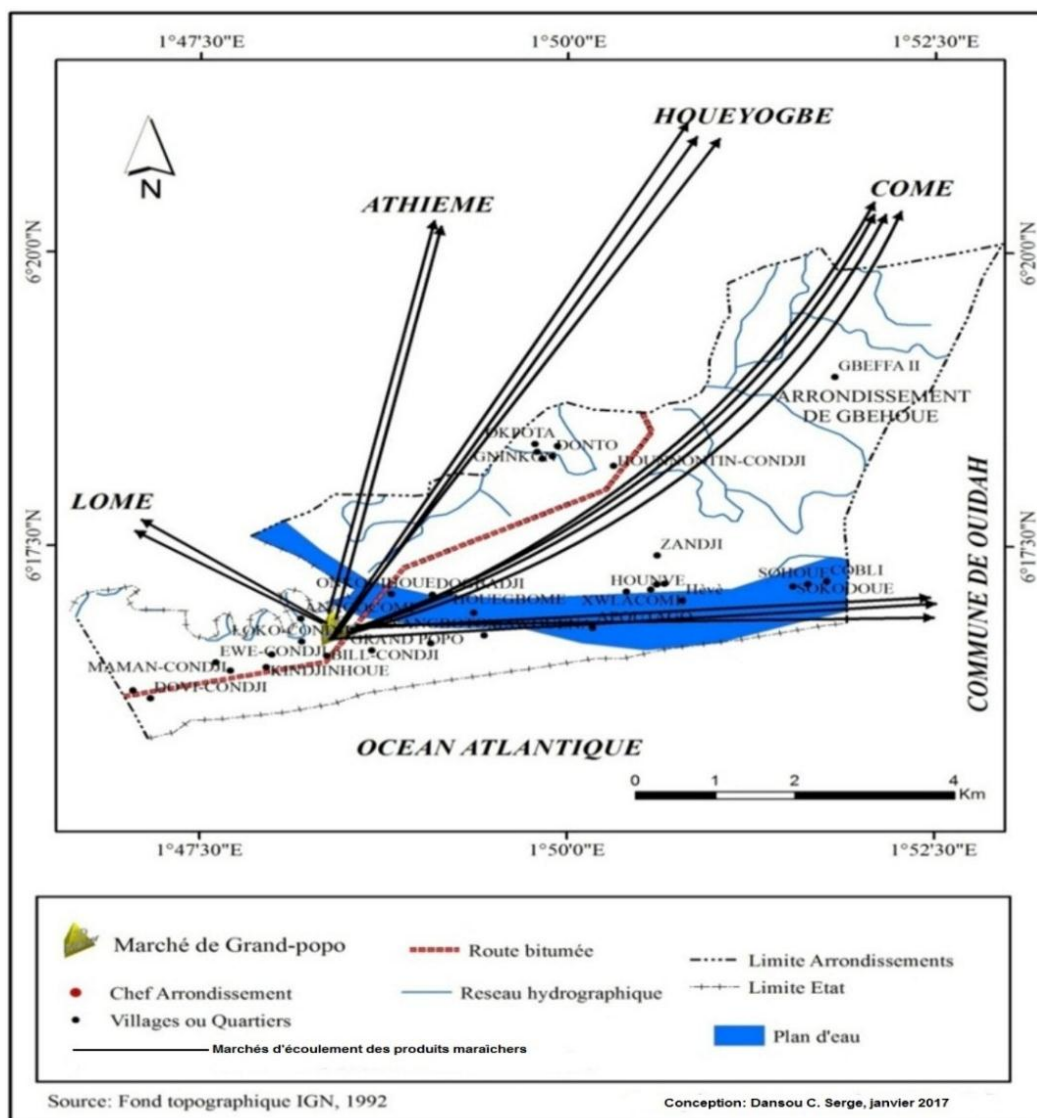 1°47'30"E
1°50'0"E
1°52'30"E
HOUEYOGBE
COME
ATHIEME
N
6°20'0"N
6°20'0"N
GBEFFA II
ARRONDISSEMENT
DE GBEHOUE
OKPOTA
DONTO
HOUNNONTIN-CONDJI
LOME
6°17'30"N
6°17'30"N
ZANDJI
HOUNVE
Hèvè
SOHOUE
COBLI
SOKODOUE
XWLACOME
HOUEGBOME
GRAND POPO
EWE-CONDJI
BILL-CONDJI
MAMAN-CONDJI
KINDJINHOUE
DOVI-CONDJI
COMMUNE DE OUIDAH
OCEAN ATLANTIQUE
0 1 2 4
Km
1°47'30"E
1°50'0"E
1°52'30"E
Marché de Grand-popo
Chef Arrondissement
Villages ou Quartiers
Marchés d'écoulement des produits maraîchers
Route bitumée
Reseau hydrographique
Limite Arrondissements
Limite Etat
Plan d'eau
Source: Fond topographique IGN, 1992
Conception: Dansou C. Serge, janvier 2017